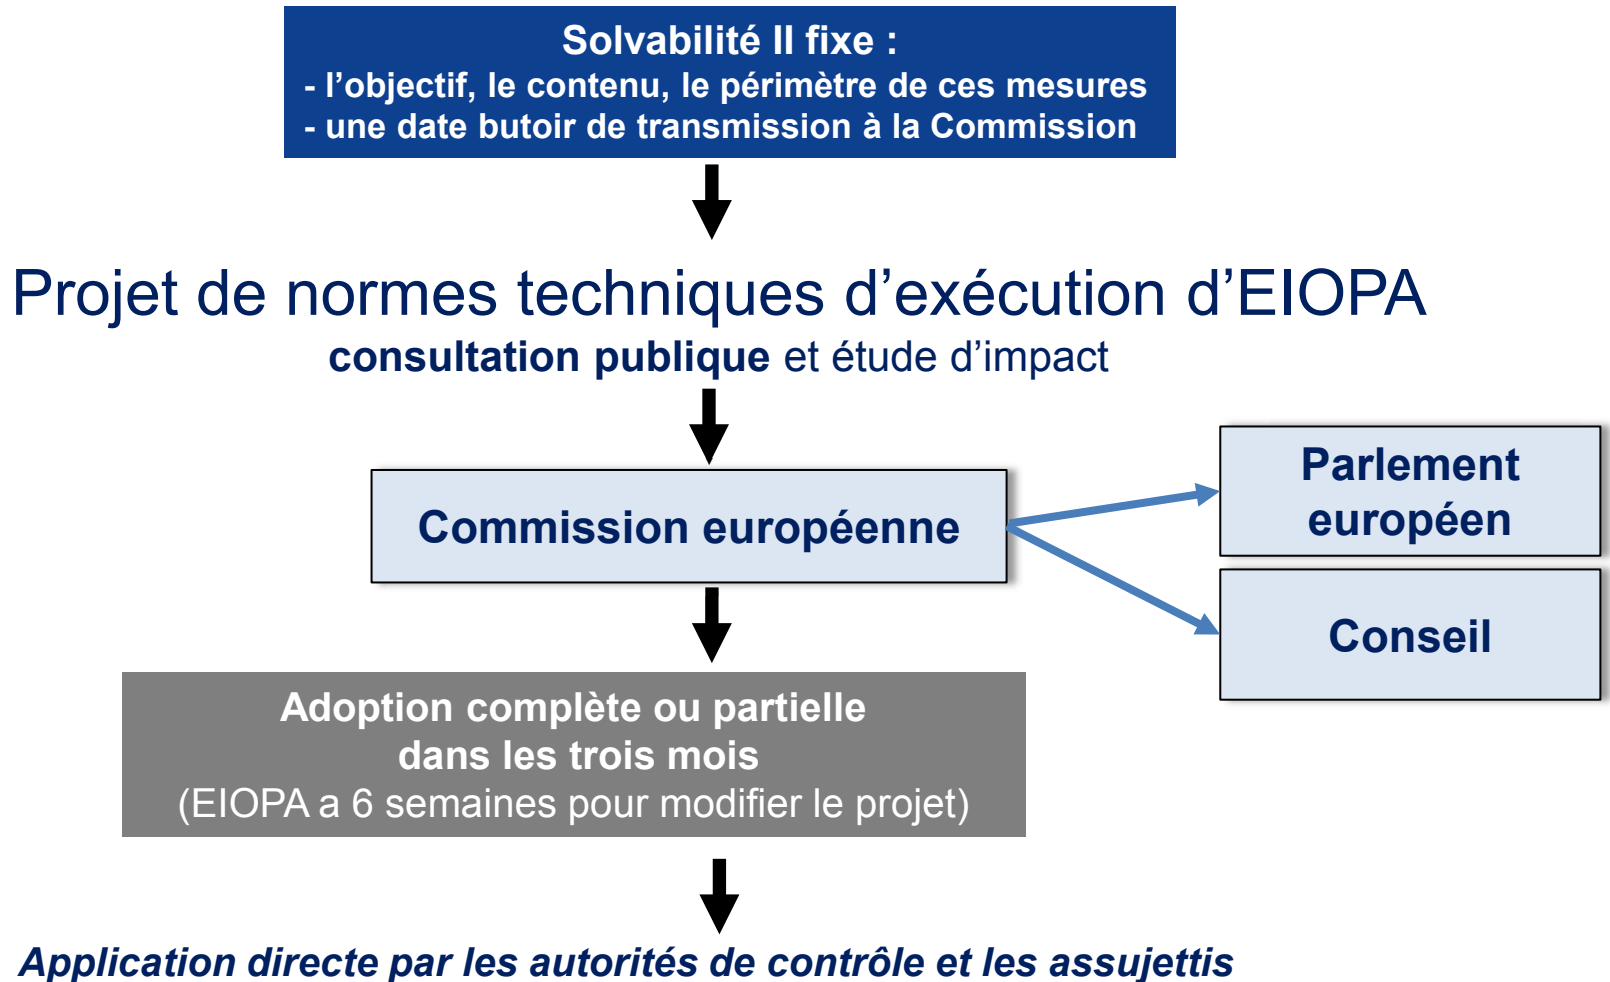 Solvabilité II fixe :
- l’objectif, le contenu, le périmètre de ces mesures
- une date butoir de transmission à la Commission
Projet de normes techniques d’exécution d’EIOPA
consultation publique et étude d’impact
Commission européenne
Parlement
européen
Conseil
Adoption complète ou partielle
dans les trois mois
(EIOPA a 6 semaines pour modifier le projet)
Application directe par les autorités de contrôle et les assujettis